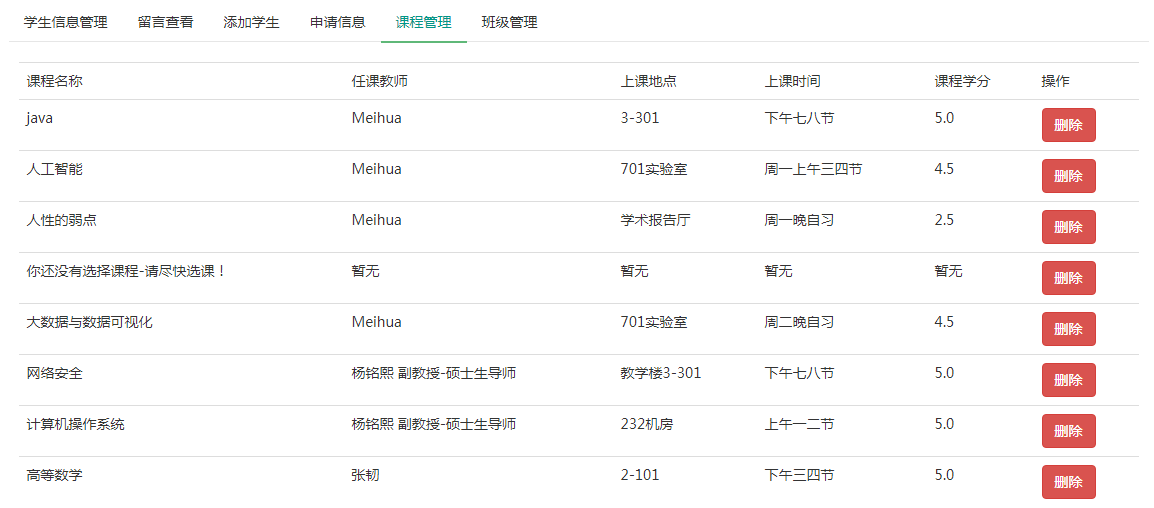 学生信息管理 留言查看 添加学生 申请信息 课程管理 班级管理
课程名称 任课教师 上课地点 上课时间 课程学分 操作
java Meihua 3-301 下午七八节 5.0 删除
人工智能 Meihua 701实验室 周一上午三四节 4.5 删除
人性的弱点 Meihua 学术报告厅 周一晚自习 2.5 删除
你还没有选择课程-请尽快选课！ 暂无 暂无 暂无 暂无 删除
大数据与数据可视化 Meihua 701实验室 周二晚自习 4.5 删除
网络安全 杨铭熙 副教授-硕士生导师 教学楼3-301 下午七八节 5.0 删除
计算机操作系统 杨铭熙 副教授-硕士生导师 232机房 上午一二节 5.0 删除
高等数学 张韧 2-101 下午三四节 5.0 删除